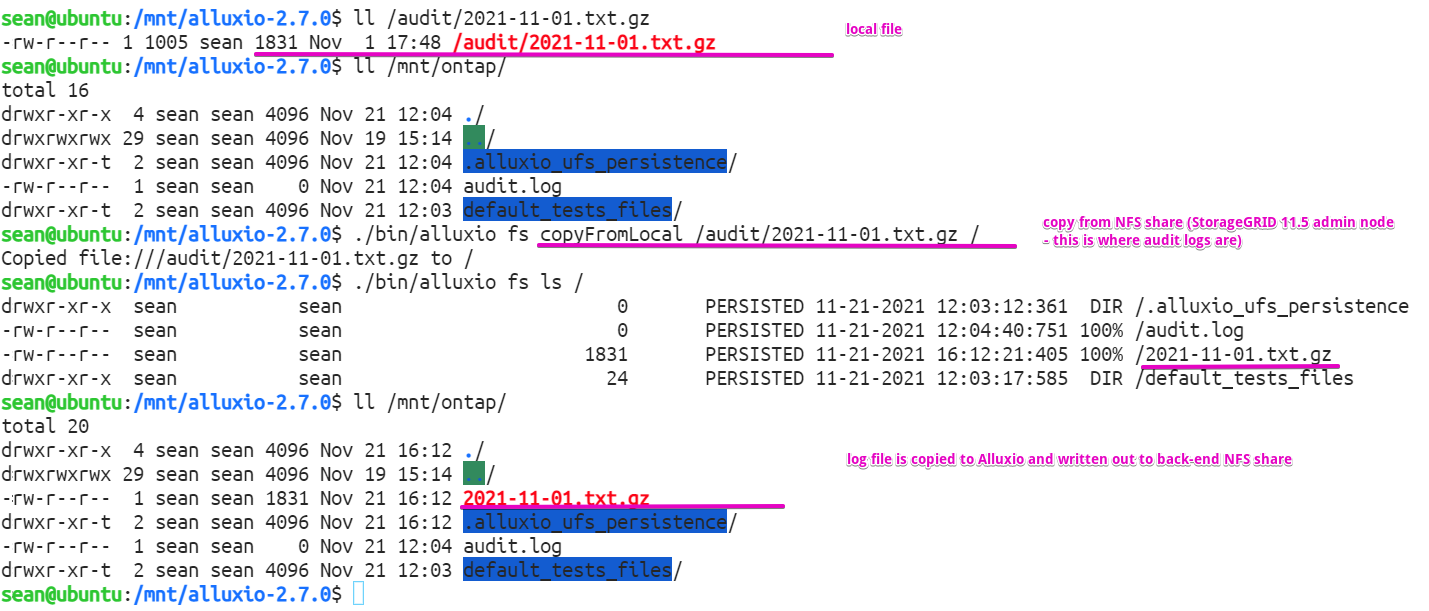 sean@ubuntu:/mnt/alluxio-2.7.0$ ll /audit/2021-11-01.txt.gz
local file
-rw-r--r-- 1 1005 sean 1831 Nov  1 17:48 /audit/2021-11-01.txt.gz
sean@ubuntu:/mnt/alluxio-2.7.0$ ll /mnt/ontap/
total 16
drwxr-xr-x  4 sean sean 4096 Nov 21 12:04 ./
drwxrwxrwx 29 sean sean 4096 Nov 19 15:14 ../
drwxr-xr-t  2 sean sean 4096 Nov 21 12:04 .alluxio_ufs_persistence/
-rw-r--r--  1 sean sean    0 Nov 21 12:04 audit.log
drwxr-xr-t  2 sean sean 4096 Nov 21 12:03 default_tests_files/
copy from NFS share (StorageGRID 11.5 admin node
- this is where audit logs are)
sean@ubuntu:/mnt/alluxio-2.7.0$ ./bin/alluxio fs copyFromLocal /audit/2021-11-01.txt.gz /
Copied file:///audit/2021-11-01.txt.gz to /
sean@ubuntu:/mnt/alluxio-2.7.0$ ./bin/alluxio fs ls /
drwxr-xr-x  sean           sean                         0       PERSISTED 11-21-2021 12:03:12:361  DIR /.alluxio_ufs_persistence
-rw-r--r--  sean           sean                         0       PERSISTED 11-21-2021 12:04:40:751 100% /audit.log
-rw-r--r--  sean           sean                      1831       PERSISTED 11-21-2021 16:12:21:405 100% /2021-11-01.txt.gz
drwxr-xr-x  sean           sean                        24       PERSISTED 11-21-2021 12:03:17:585  DIR /default_tests_files
sean@ubuntu:/mnt/alluxio-2.7.0$ ll /mnt/ontap/
total 20
drwxr-xr-x  4 sean sean 4096 Nov 21 16:12 ./
log file is copied to Alluxio and written out to back-end NFS share
drwxrwxrwx 29 sean sean 4096 Nov 19 15:14 ../
-rw-r--r--  1 sean sean 1831 Nov 21 16:12 2021-11-01.txt.gz
drwxr-xr-t  2 sean sean 4096 Nov 21 16:12 .alluxio_ufs_persistence/
-rw-r--r--  1 sean sean    0 Nov 21 12:04 audit.log
drwxr-xr-t  2 sean sean 4096 Nov 21 12:03 default_tests_files/
sean@ubuntu:/mnt/alluxio-2.7.0$